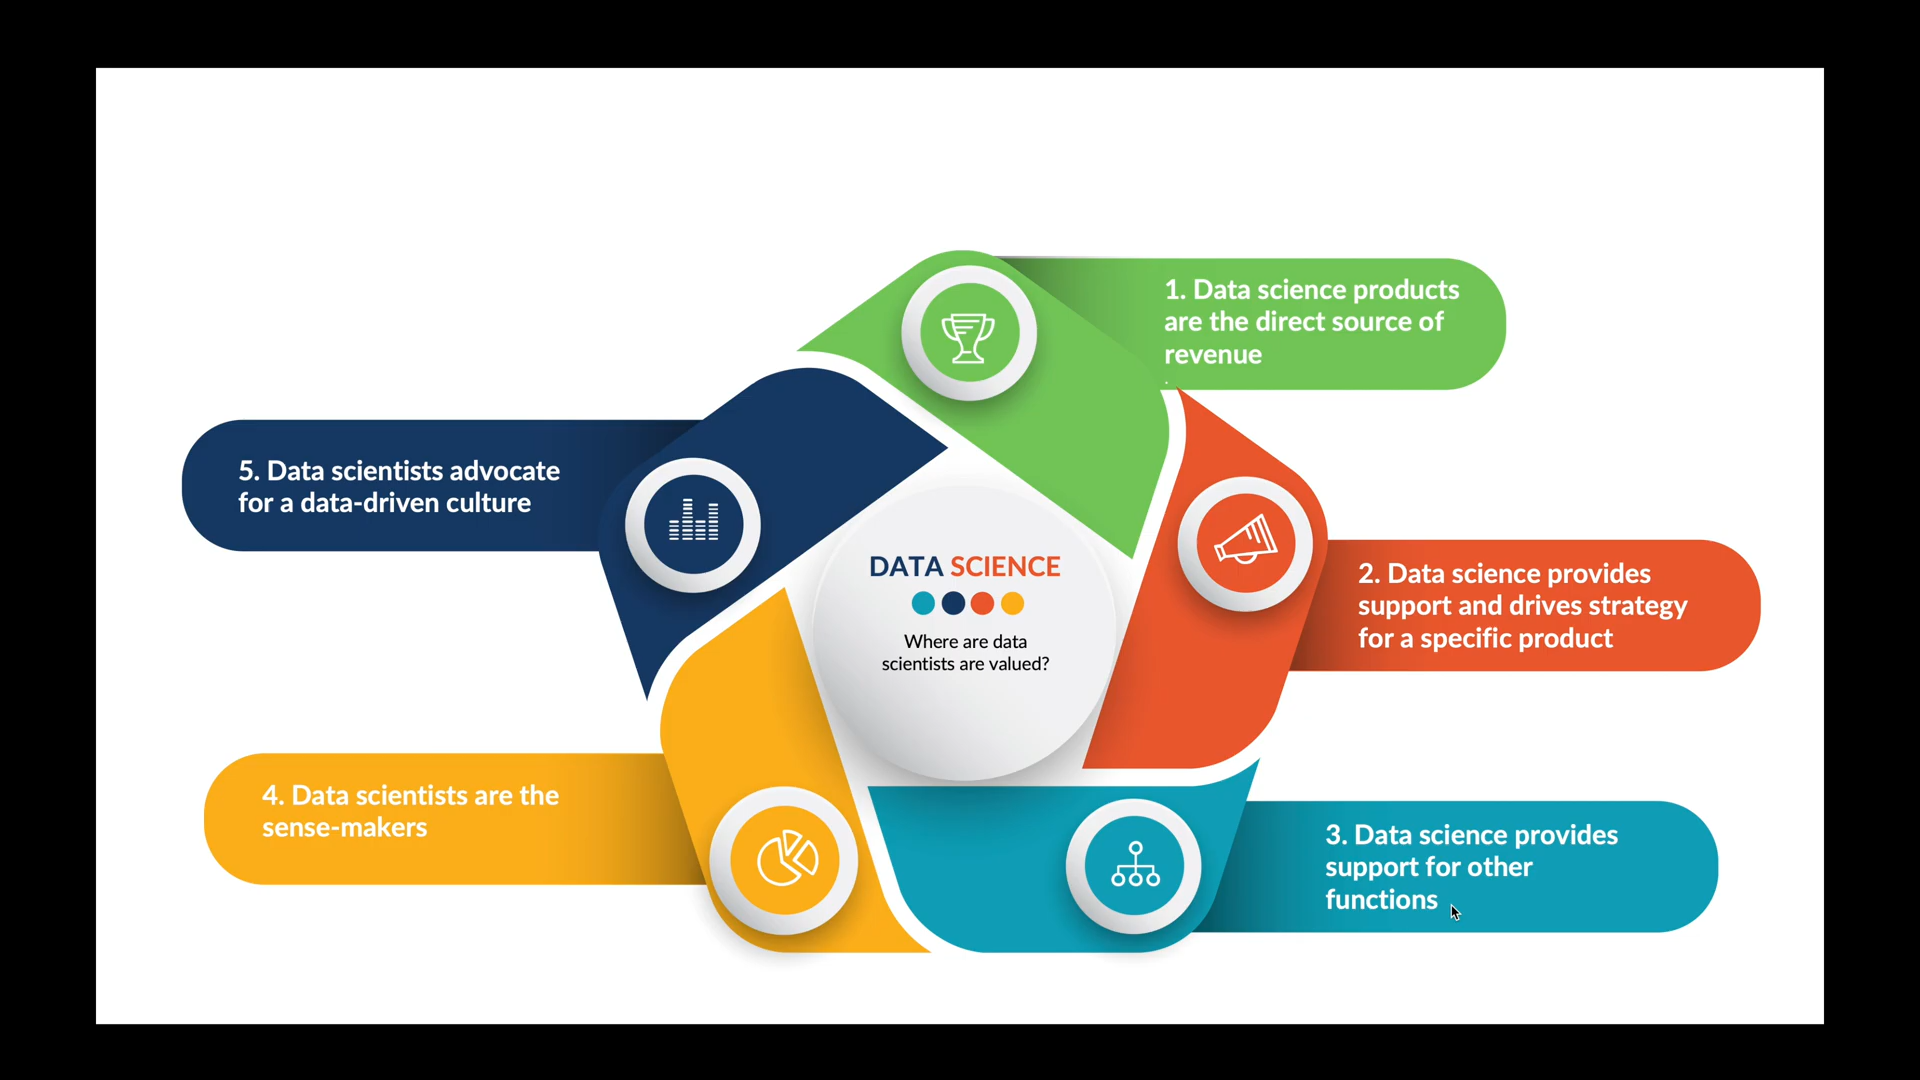 1. Data science products
are the direct source of
revenue
.
5. Data scientists advocate
for a data-driven culture
DATA SCIENCE
Where are data
scientists are valued?
2. Data science provides
support and drives strategy
for a specific product
4. Data scientists are the
sense-makers
3. Data science provides
support for other
functions